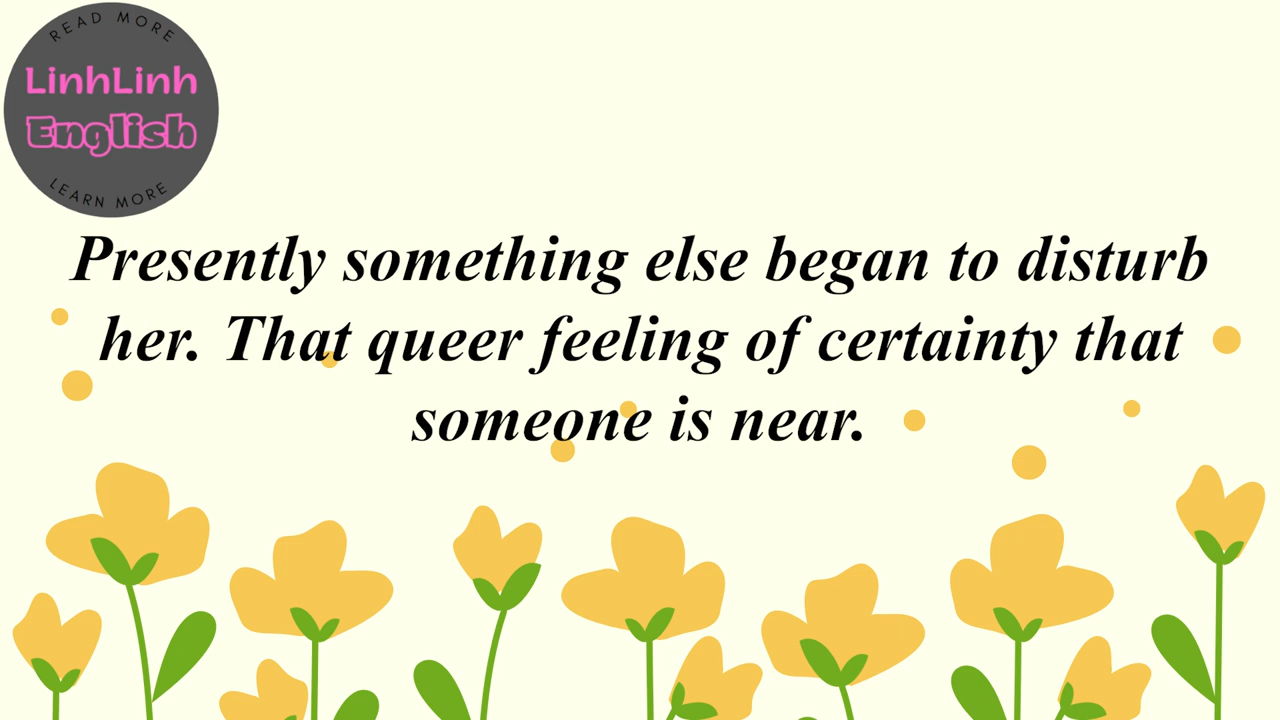 READ MORE
LinhLinh
English
LEARN MORE
Presently something else began to disturb
her. That queer feeling of certainty that
someone is near.